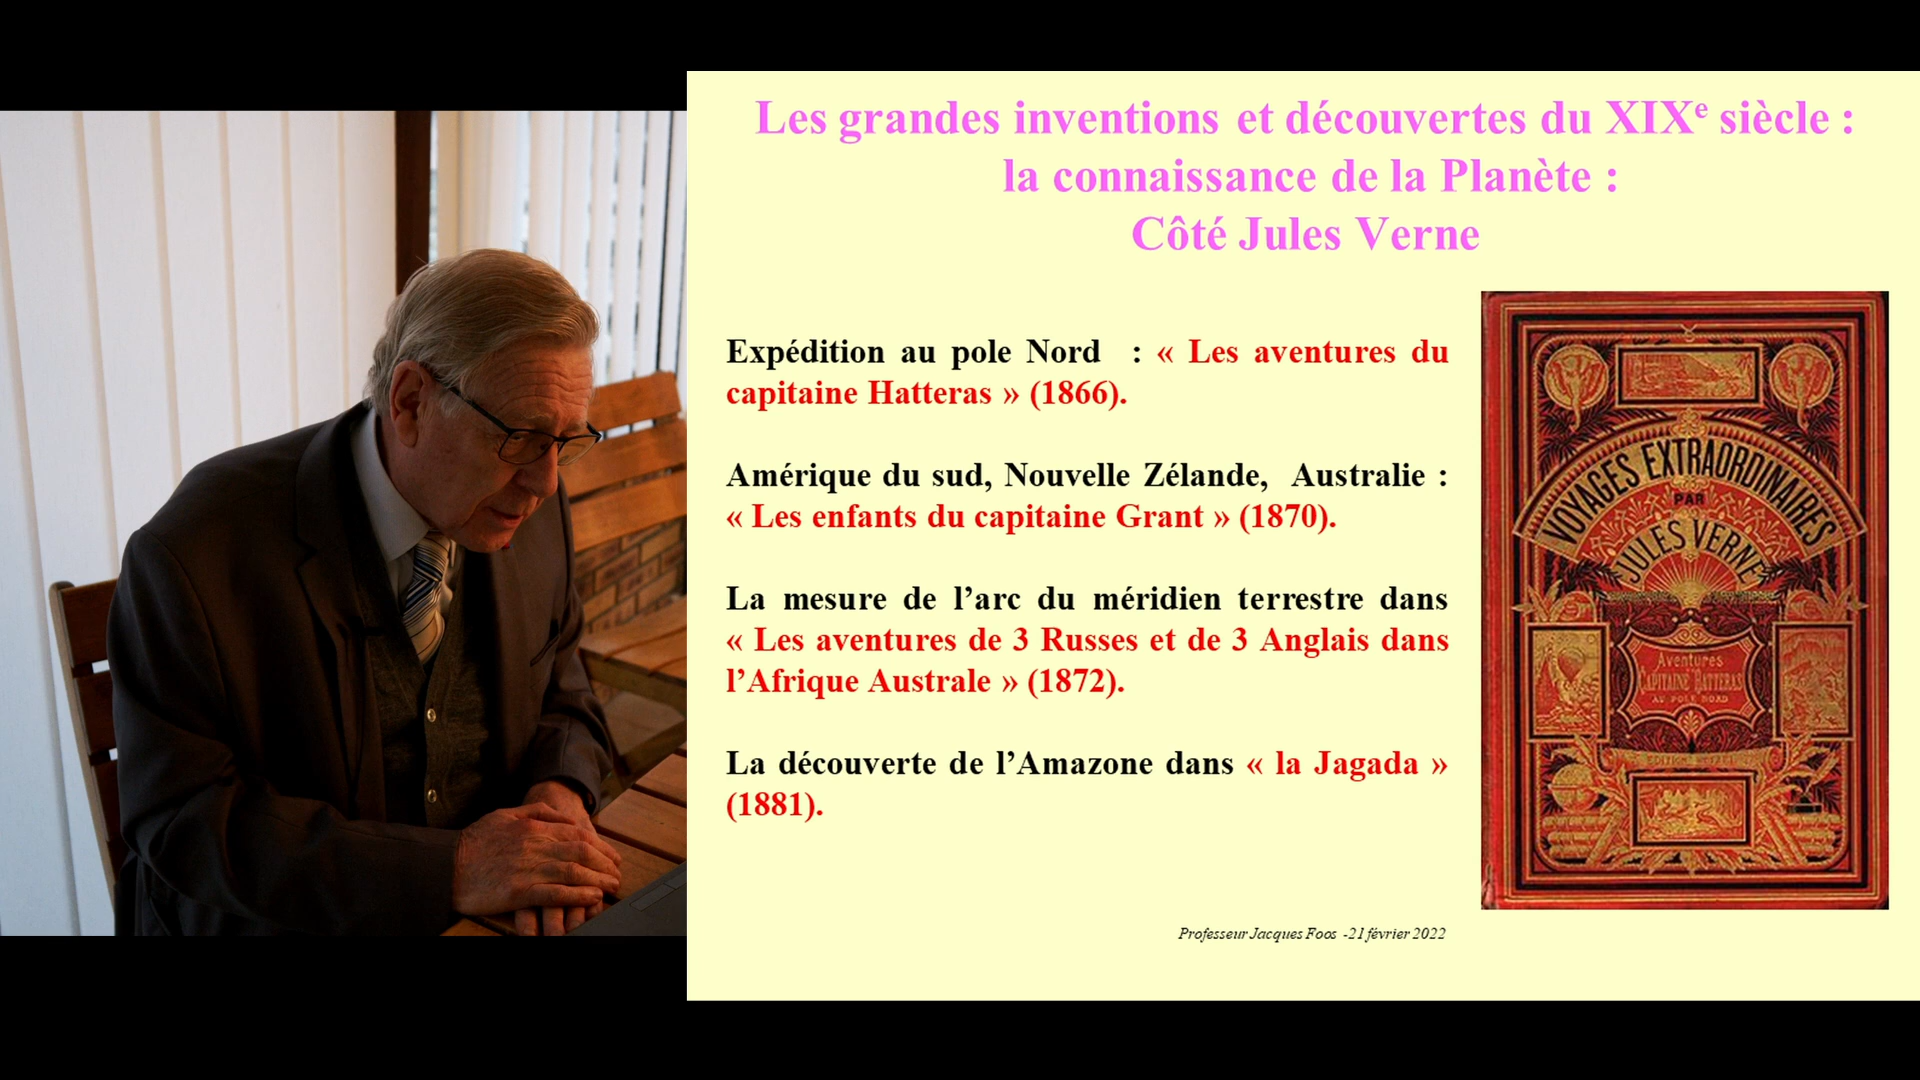 Les grandes inventions et découvertes du XIXe siècle :
la connaissance de la Planète :
Côté Jules Verne
Expédition au pole Nord : « Les aventures du
capitaine Hatteras » (1866).
Amérique du sud, Nouvelle Zélande, Australie :
« Les enfants du capitaine Grant » (1870).
La mesure de l’arc du méridien terrestre dans
« Les aventures de 3 Russes et de 3 Anglais dans
l’Afrique Australe » (1872).
La découverte de l’Amazone dans « la Jagada »
(1881).
VOYAGES EXTRAORDINAIRES
PAR
JULES VERNE
Aventures
CAPITAINE HATTERAS
AU POLE NORD
Professeur Jacques Foos -21 février 2022